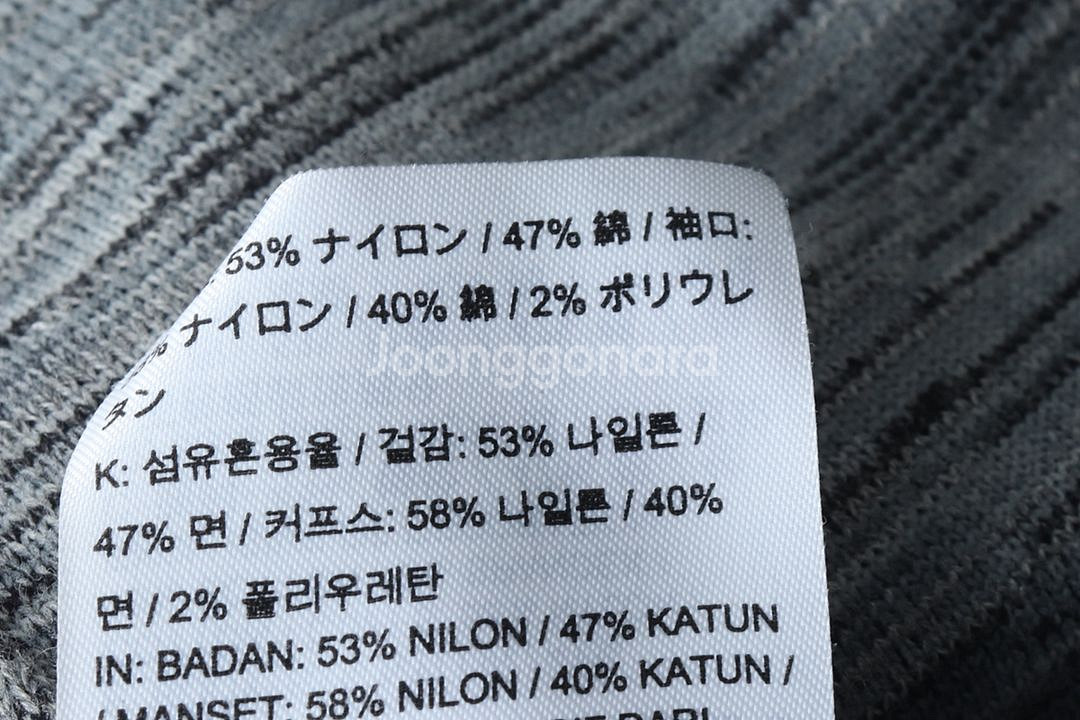 53% ナイロン / 47% 綿 / 袖口:
ナイロン / 40% 綿 / 2% ポリウレ
タン
Joonggonara
K: 섬유혼용율 / 겉감: 53% 나일론 /
47% 면 / 커프스: 58% 나일론 / 40%
면 / 2% 폴리우레탄
IN: BADAN: 53% NILON / 47% KATUN
/ MANSET: 58% NILON / 40% KATUN /
DARI